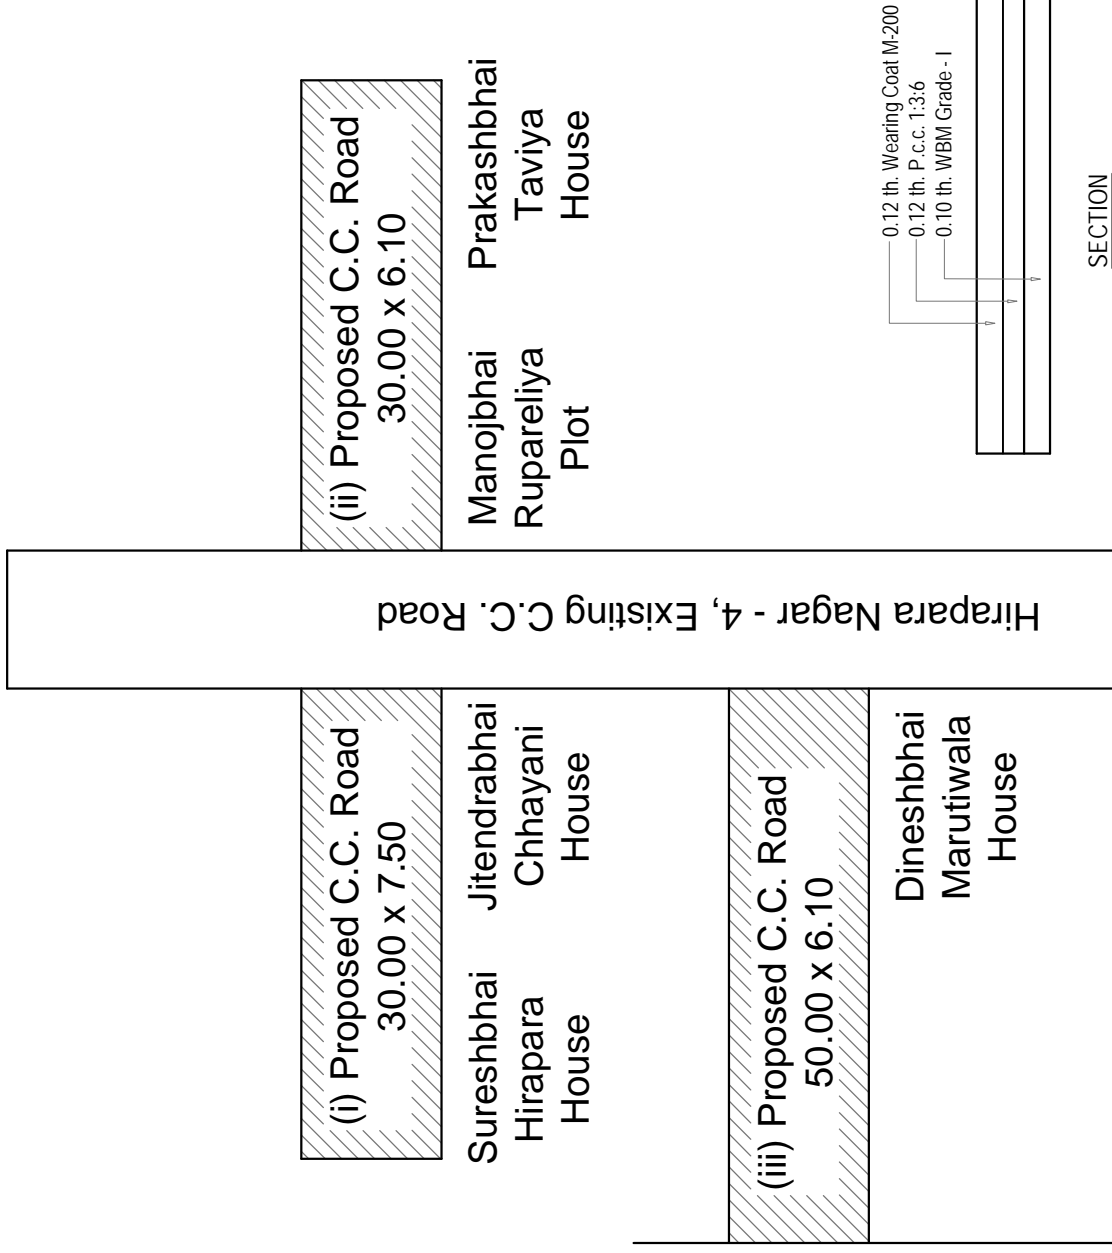 (i) Proposed C.C. Road
30.00 x 7.50
Sureshbhai
Hirapara
House
Jitendrabhai
Chhayani
House
(ii) Proposed C.C. Road
30.00 x 6.10
Manojbhai
Rupareliya
Plot
Prakashbhai
Taviya
House
Hirapara Nagar - 4, Existing C.C. Road
(iii) Proposed C.C. Road
50.00 x 6.10
Dineshbhai
Marutiwala
House
0.12 th. Wearing Coat M-200
0.12 th. P.c.c. 1:3:6
0.10 th. WBM Grade - I
SECTION